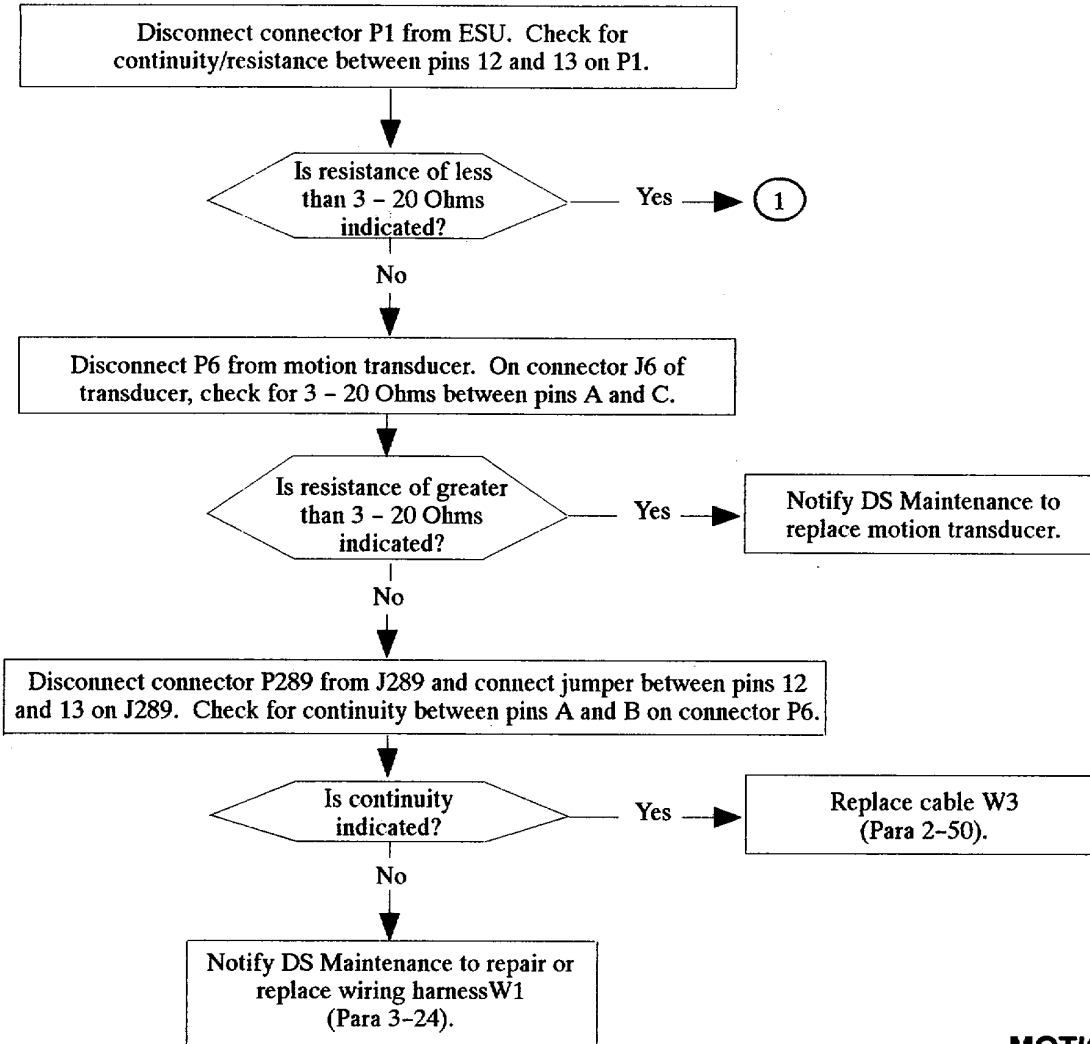 Disconnect connector P1 from ESU. Check for
continuity/resistance between pins 12 and 13 on P1.
Is resistance of less
than 3 – 20 Ohms
indicated?
Yes
1
No
Disconnect P6 from motion transducer. On connector J6 of
transducer, check for 3 – 20 Ohms between pins A and C.
Is resistance of greater
than 3 – 20 Ohms
indicated?
Yes
Notify DS Maintenance to
replace motion transducer.
No
Disconnect connector P289 from J289 and connect jumper between pins 12
and 13 on J289. Check for continuity between pins A and B on connector P6.
Is continuity
indicated?
Yes
Replace cable W3
(Para 2–50).
No
Notify DS Maintenance to repair or
replace wiring harnessW1
(Para 3–24).